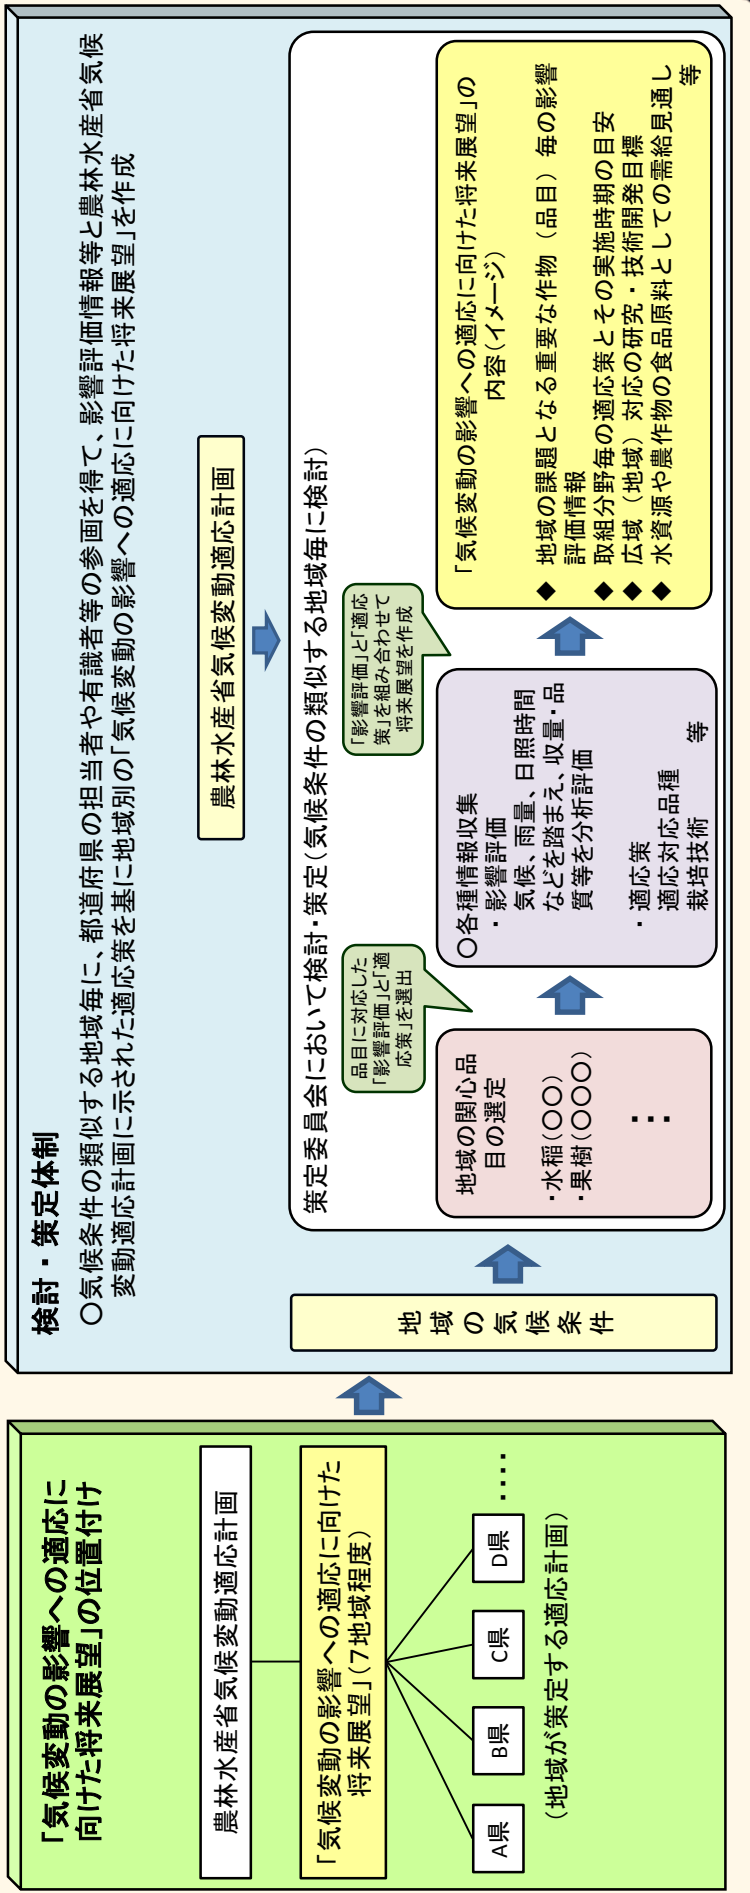 「気候変動の影響への適応に
向けた将来展望」の位置付け
農林水産省気候変動適応計画
「気候変動の影響への適応に向けた
将来展望」（7地域程度）
A県
B県
C県
D県
････
（地域が策定する適応計画）
検討・策定体制
〇気候条件の類似する地域毎に、都道府県の担当者や有識者等の参画を得て、影響評価情報等と農林水産省気候
変動適応計画に示された適応策を基に地域別の「気候変動の影響への適応に向けた将来展望」を作成
農林水産省気候変動適応計画
地域の気候条件
策定委員会において検討・策定（気候条件の類似する地域毎に検討）
品目に対応した
「影響評価」と「適
応策」を選出
「影響評価」と「適応
策」を組み合わせて
将来展望を作成
地域の関心品
目の選定
・水稲（〇〇）
・果樹（〇〇〇）
⋮
〇各種情報収集
・影響評価
気候、雨量、日照時間
などを踏まえ、収量・品
質等を分析評価
・適応策
適応対応品種
栽培技術　等
「気候変動の影響への適応に向けた将来展望」の
内容（イメージ）
◆ 地域の課題となる重要な作物（品目）毎の影響
評価情報
◆ 取組分野毎の適応策とその実施時期の目安
◆ 広域（地域）対応の研究・技術開発目標
◆ 水資源や農作物の食品原料としての需給見通し
等